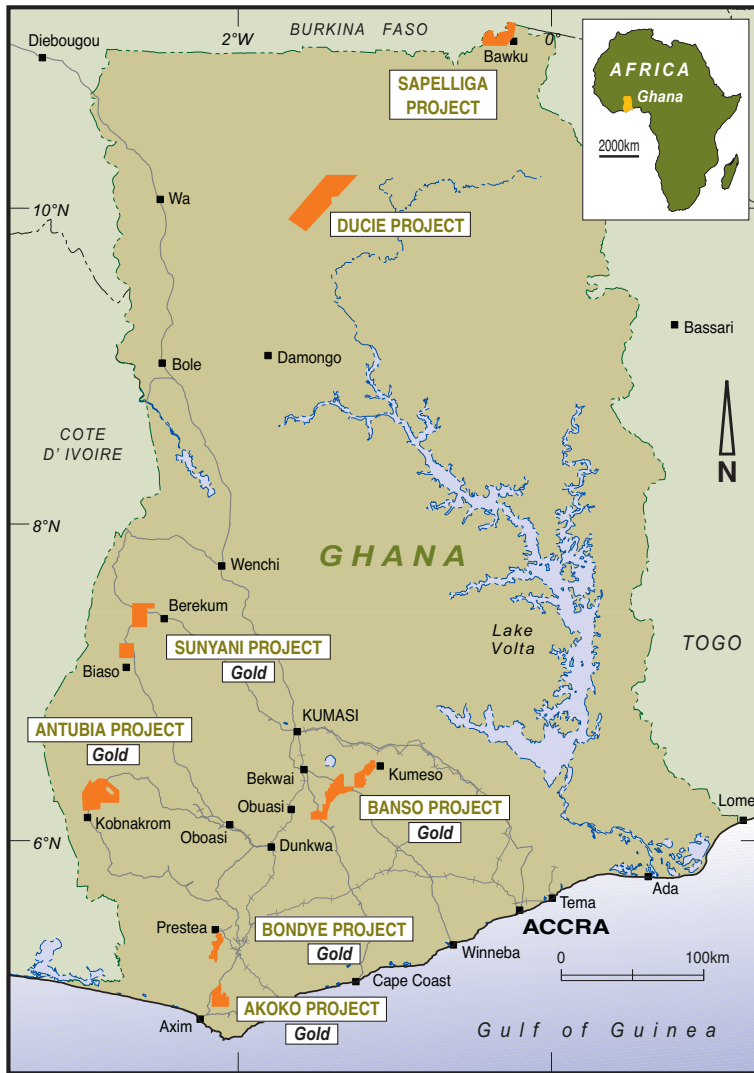 2°W
BURKINA FASO
0°
Diebougou
Bawku
SAPELLIGA
PROJECT
AFRICA
Ghana
2000km
10°N
Wa
DUCIE PROJECT
Bassari
Bole
Damongo
COTE
D' IVOIRE
N
8°N
GHANA
Wenchi
Berekum
SUNYANI PROJECT
Gold
Lake
Volta
TOGO
Biaso
ANTUBIA PROJECT
Gold
KUMASI
Bekwai
Kumeso
Obuasi
BANSO PROJECT
Gold
Lome
Kobnakrom
Oboasi
6°N
Dunkwa
Ada
Tema
ACCRA
Prestea
BONDYE PROJECT
Gold
Winneba
0
100km
Cape Coast
AKOKO PROJECT
Gold
Axim
Gulf of Guinea